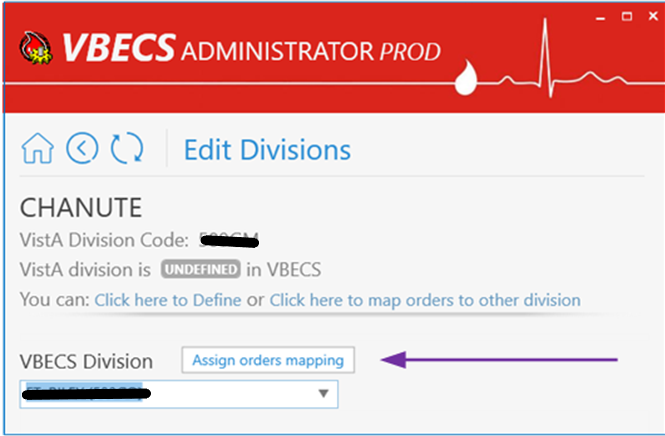 VBECS ADMINISTRATOR PROD
Edit Divisions
CHANUTE
VistA Division Code:
VistA division is UNDEFINED in VBECS
You can: Click here to Define or Click here to map orders to other division
VBECS Division Assign orders mapping